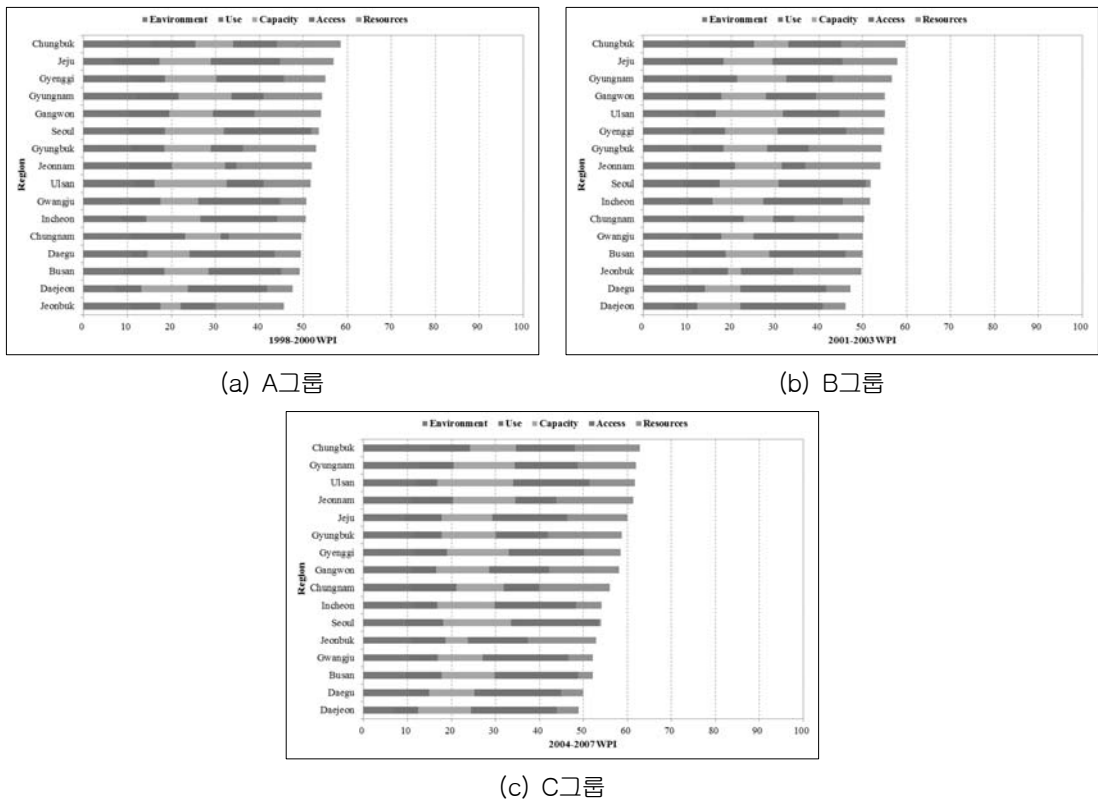 ■Environment ■Use ■Capacity ■Access ■Resources
Region
Chungbuk
Jeju
Gyenggi
Gyungnam
Gangwon
Seoul
Gyungbuk
Jeonnam
Ulsan
Gwangju
Incheon
Chungnam
Daegu
Busan
Daejeon
Jeonbuk
0 10 20 30 40 50 60 70 80 90 100
1998-2000 WPI
(a) A그룹
■Environment ■Use ■Capacity ■Access ■Resources
Region
Chungbuk
Jeju
Gyungnam
Gangwon
Ulsan
Gyenggi
Gyungbuk
Jeonnam
Seoul
Incheon
Chungnam
Gwangju
Busan
Jeonbuk
Daegu
Daejeon
0 10 20 30 40 50 60 70 80 90 100
2001-2003 WPI
(b) B그룹
■Environment ■Use ■Capacity ■Access ■Resources
Region
Chungbuk
Gyungnam
Ulsan
Jeonnam
Jeju
Gyungbuk
Gyenggi
Gangwon
Chungnam
Incheon
Seoul
Jeonbuk
Gwangju
Busan
Daegu
Daejeon
0 10 20 30 40 50 60 70 80 90 100
2004-2007 WPI
(c) C그룹